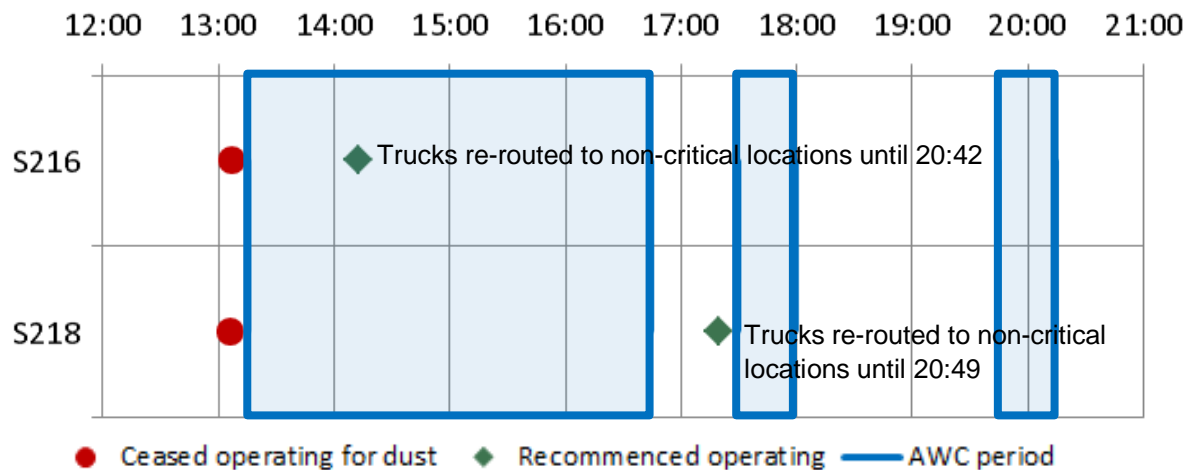 12:00 13:00 14:00 15:00 16:00 17:00 18:00 19:00 20:00 21:00
S216
Trucks re-routed to non-critical locations until 20:42
S218
Trucks re-routed to non-critical
locations until 20:49
Ceased operating for dust Recommenced operating AWC period